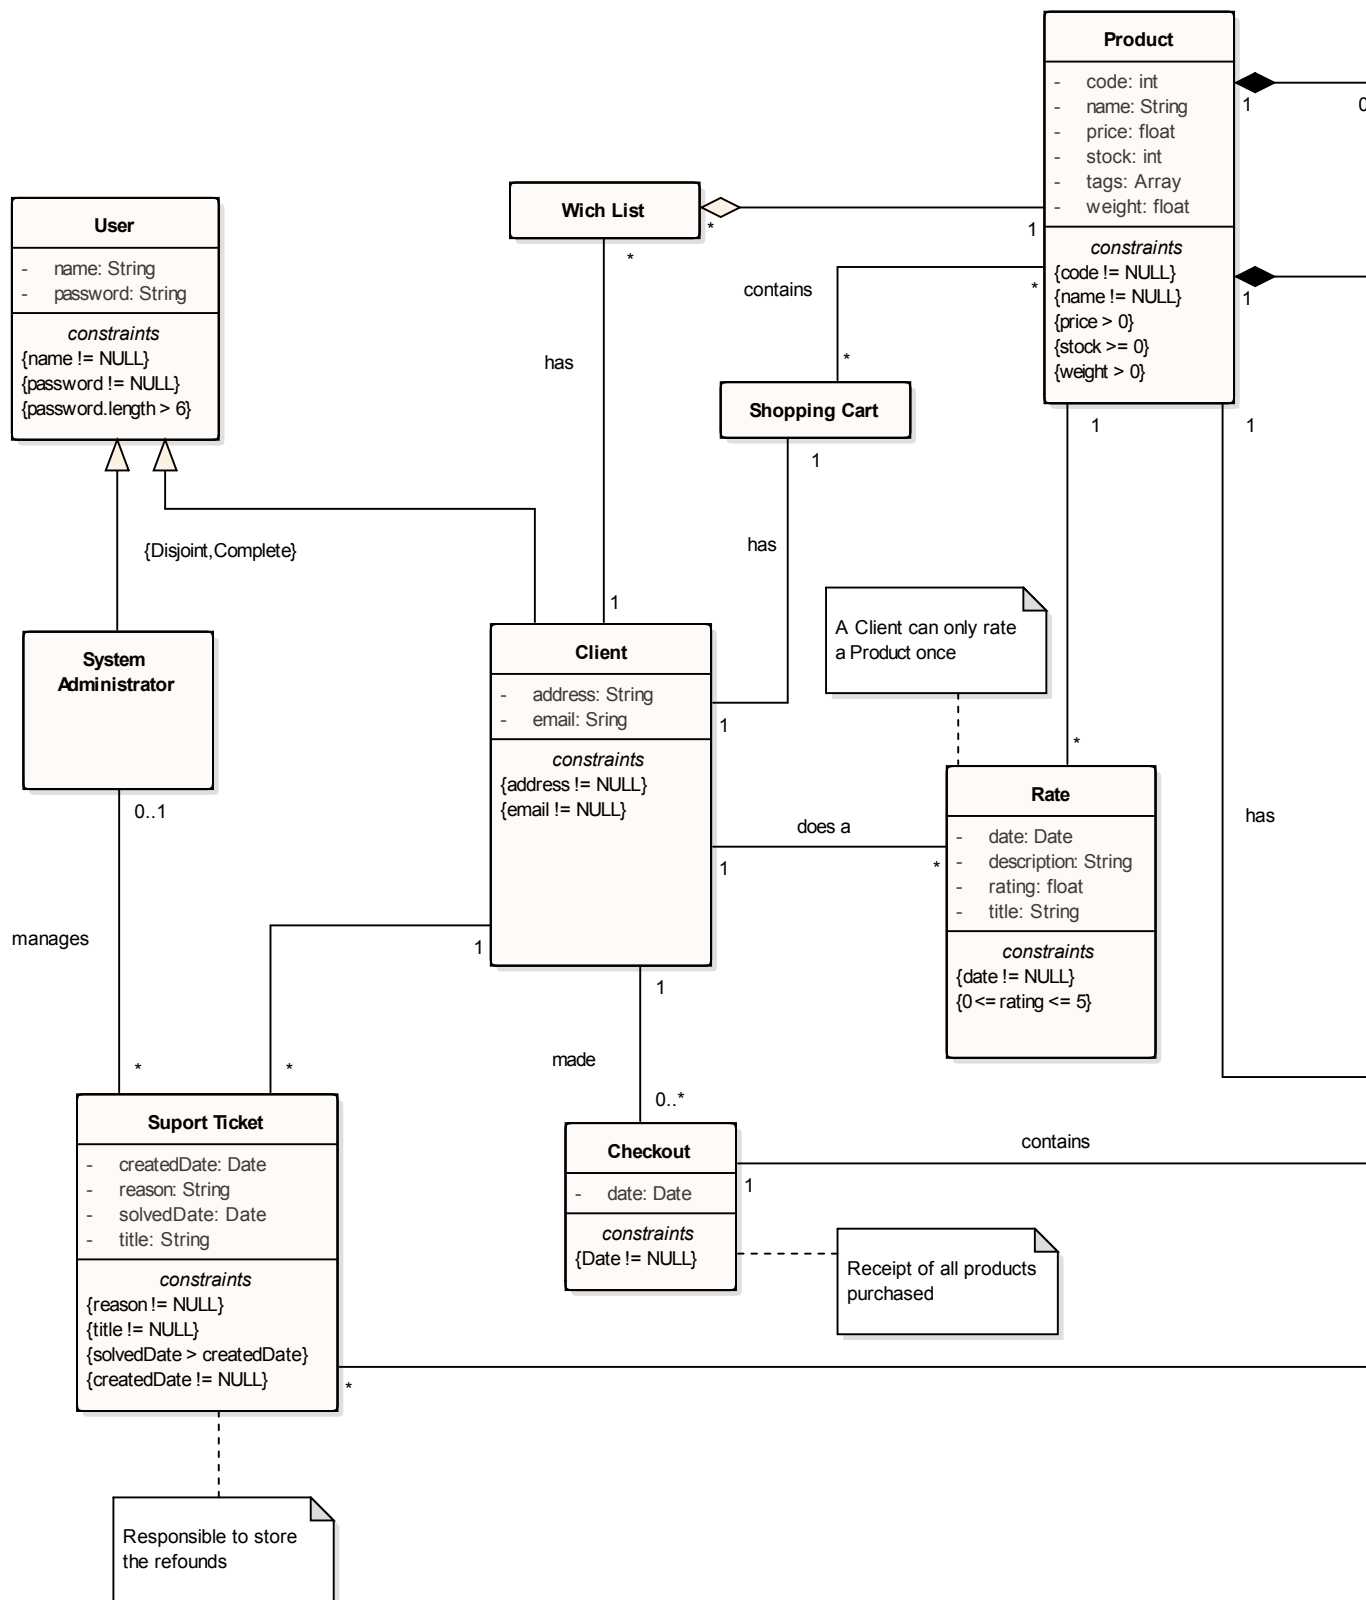 Product
- code: int
- name: String
- price: float
- stock: int
- tags: Array
- weight: float
constraints
{code != NULL}
{name != NULL}
{price > 0}
{stock >= 0}
{weight > 0}
1
0
1
Wich List
*
1
*
has
1
contains
*
*
Shopping Cart
1
has
1
User
- name: String
- password: String
constraints
{name != NULL}
{password != NULL}
{password.length > 6}
{Disjoint,Complete}
System
Administrator
0..1
manages
*
Client
- address: String
- email: Sring
constraints
{address != NULL}
{email != NULL}
A Client can only rate
a Product once
1
*
1
has
does a
1
*
Rate
- date: Date
- description: String
- rating: float
- title: String
constraints
{date != NULL}
{0 <= rating <= 5}
1
*
1
made
0..*
Suport Ticket
- createdDate: Date
- reason: String
- solvedDate: Date
- title: String
constraints
{reason != NULL}
{title != NULL}
{solvedDate > createdDate}
{createdDate != NULL}
*
Checkout
- date: Date
constraints
{Date != NULL}
1
contains
Receipt of all products
purchased
Responsible to store
the refounds